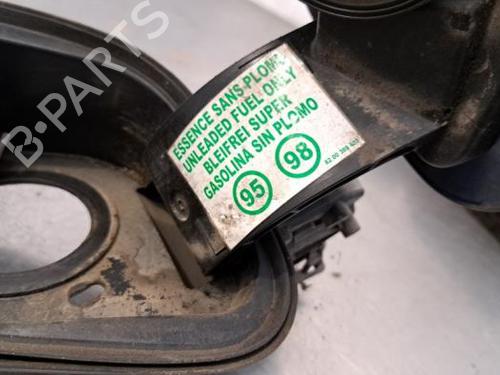 B-PARTS
ESSENCE SANS PLOMB
UNLEADED FUEL ONLY
BLEIFREI SUPER
GASOLINA SIN PLOMO
95 98